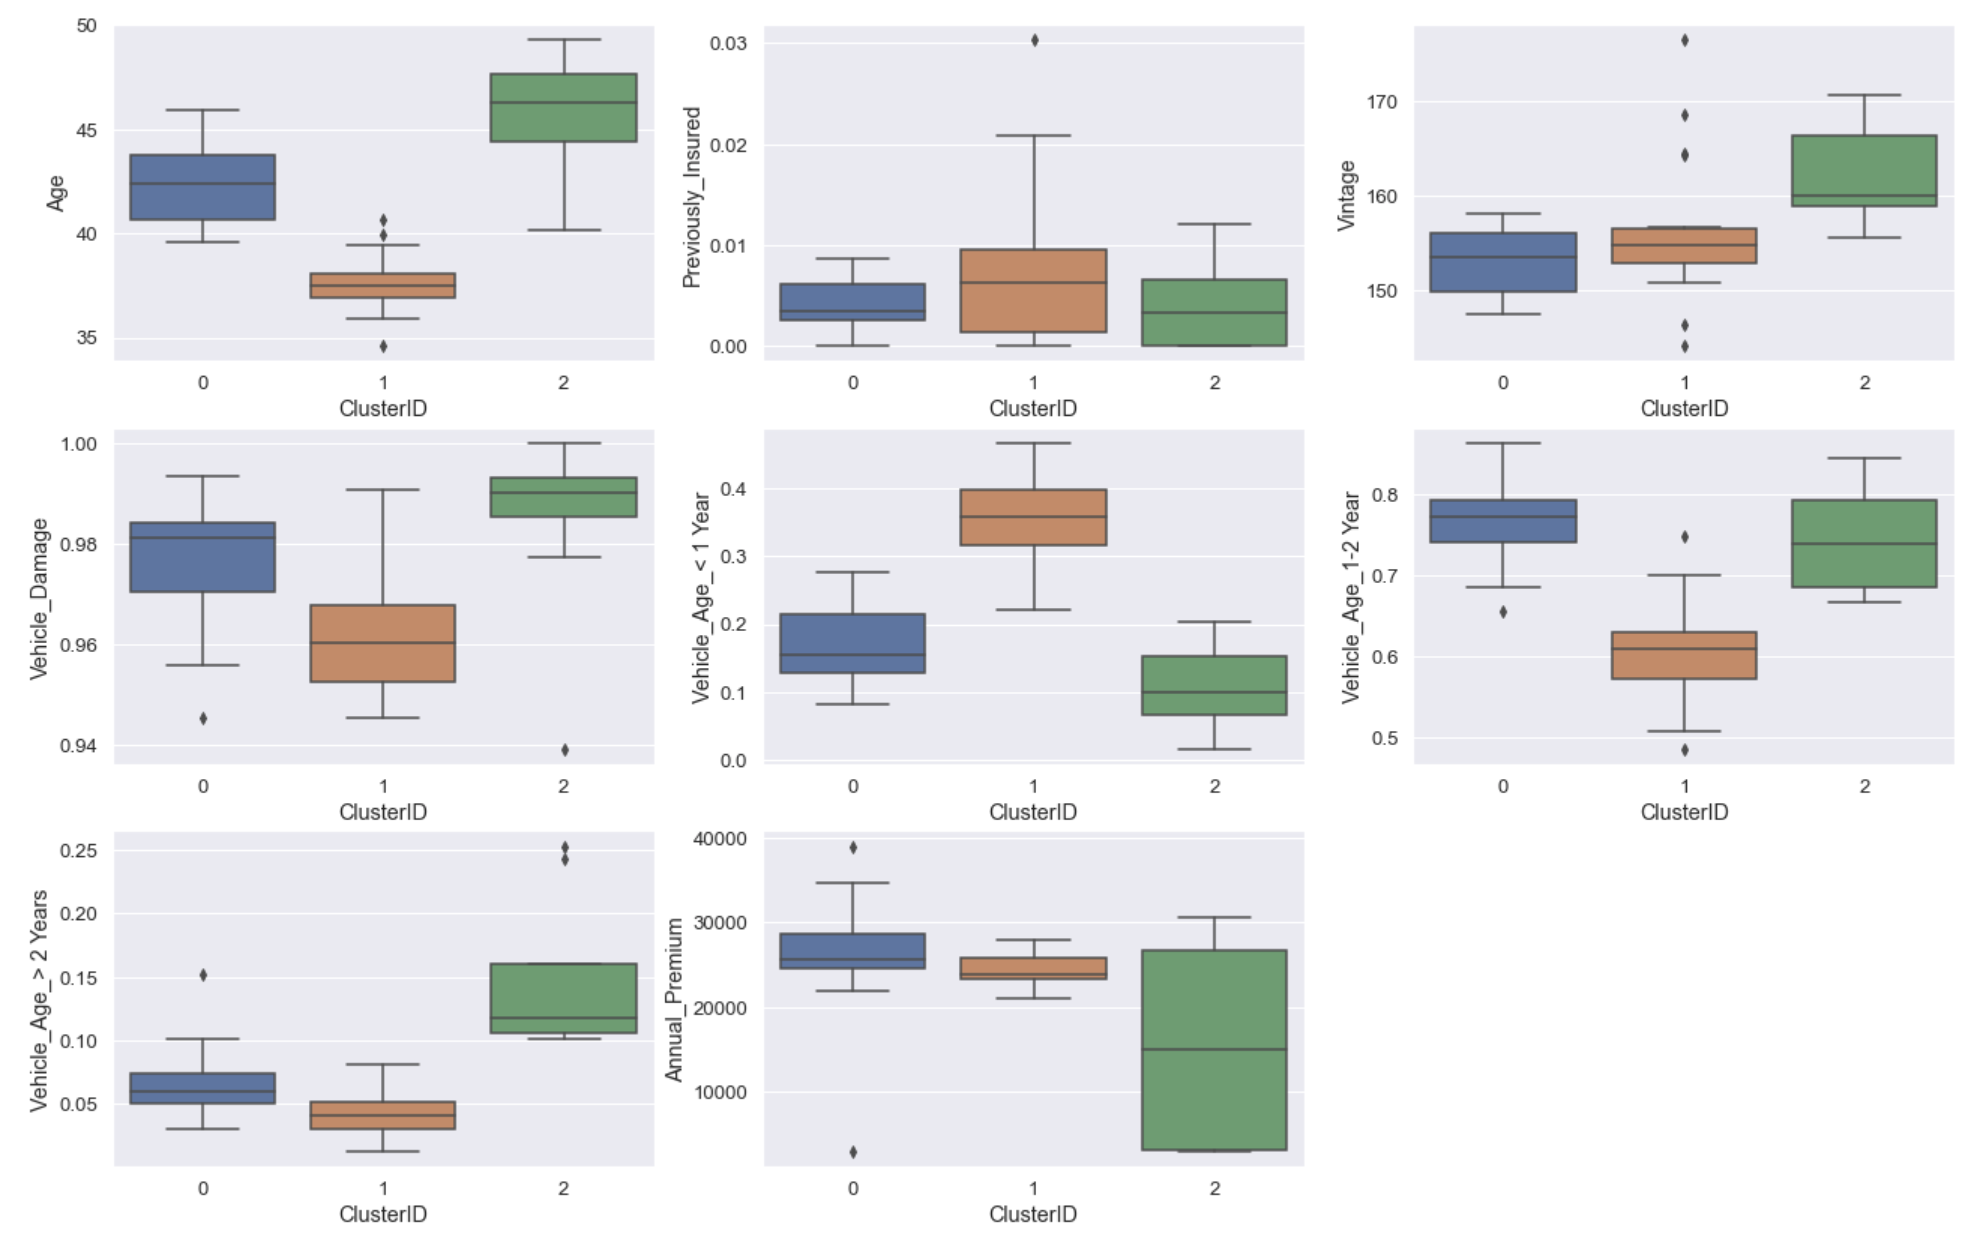 50
45
40
35
Age
0 1 2
ClusterID
0.03
0.02
0.01
0.00
Previously_Insured
0 1 2
ClusterID
170
160
150
Vintage
0 1 2
ClusterID
1.00
0.98
0.96
0.94
Vehicle_Damage
0 1 2
ClusterID
0.4
0.3
0.2
0.1
0.0
Vehicle_Age_< 1 Year
0 1 2
ClusterID
0.8
0.7
0.6
0.5
Vehicle_Age_1-2 Year
0 1 2
ClusterID
0.25
0.20
0.15
0.10
0.05
Vehicle_Age_> 2 Years
0 1 2
ClusterID
40000
30000
20000
10000
Annual_Premium
0 1 2
ClusterID